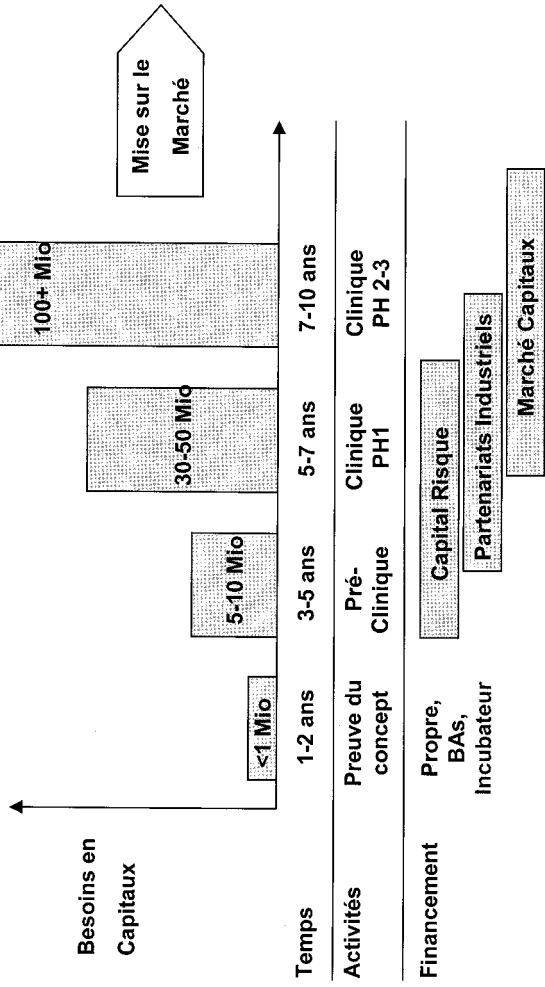 Besoins en
Capitaux
<1 Mio
5-10 Mio
30-50 Mio
100+ Mio
Mise sur le
Marché
Temps
1-2 ans
3-5 ans
5-7 ans
7-10 ans
Activités
Preuve du
concept
Pré-
Clinique
Clinique
PH1
Clinique
PH 2-3
Financement
Propre,
BAs,
Incubateur
Capital Risque
Partenariats Industriels
Marché Capitaux